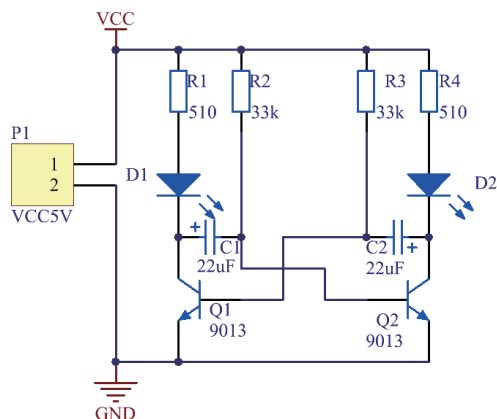 VCC
R1
510
R2
33k
R3
33k
R4
510
P1
1
2
VCC5V
D1
D2
+
C1
22uF
C2
+
22uF
Q1
9013
Q2
9013
GND